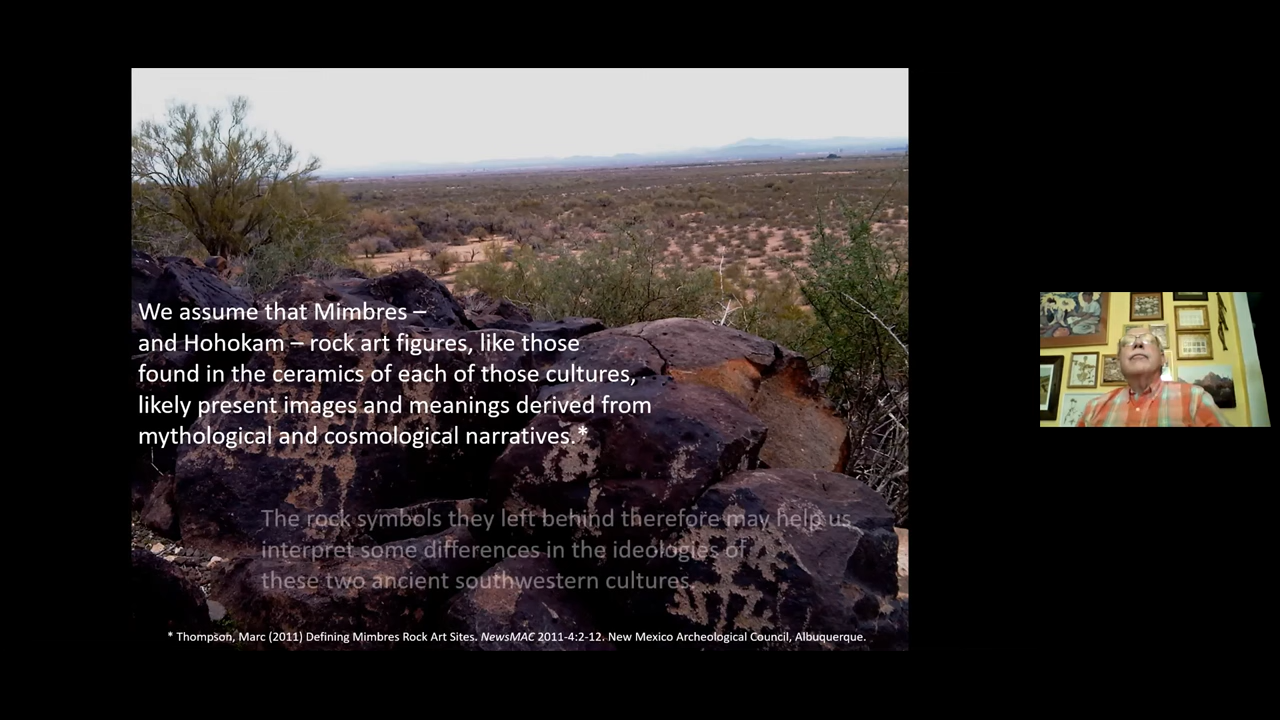 We assume that Mimbres –
and Hohokam – rock art figures, like those
found in the ceramics of each of those cultures,
likely present images and meanings derived from
mythological and cosmological narratives.*
The rock symbols they left behind therefore may help us
interpret some differences in the ideologies of
these two ancient southwestern cultures.
* Thompson, Marc (2011) Defining Mimbres Rock Art Sites. NewsMAC 2011-4:2-12. New Mexico Archeological Council, Albuquerque.